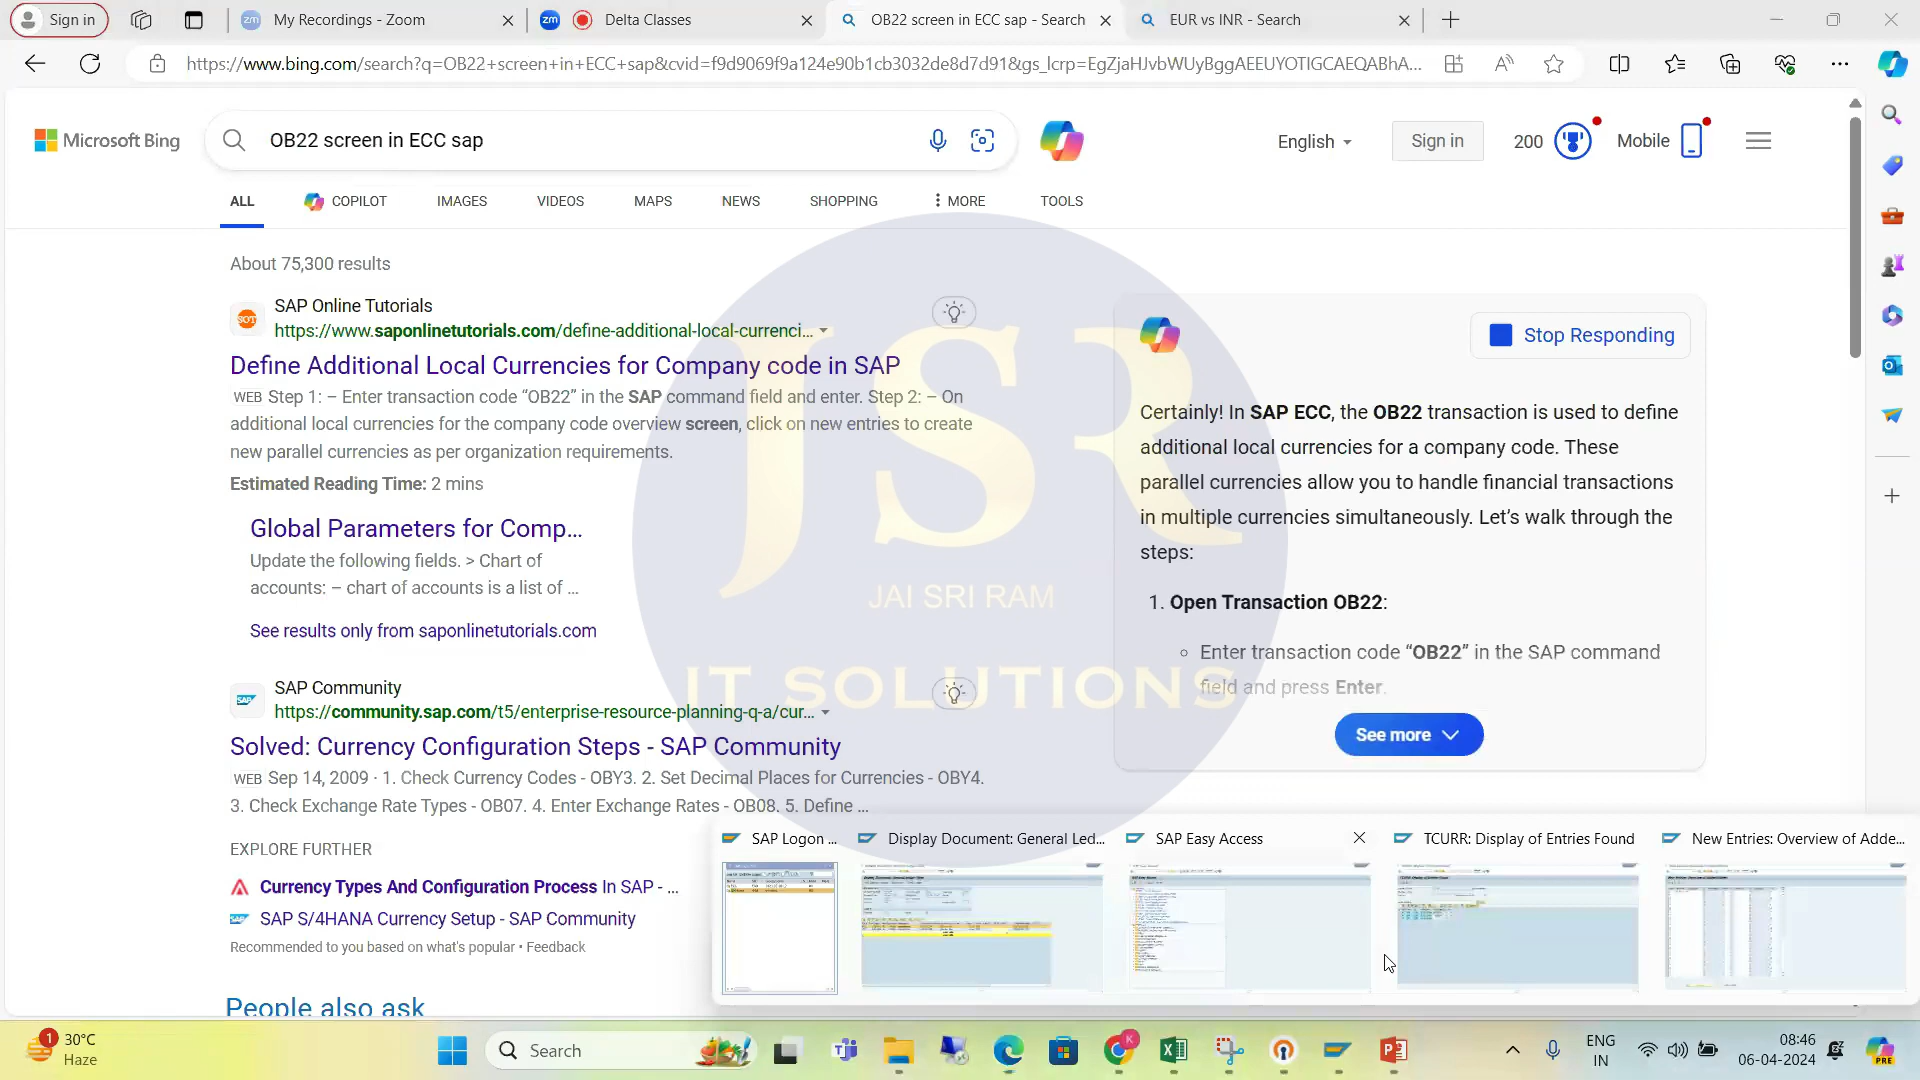 Sign in
My Recordings - Zoom
Delta Classes
OB22 screen in ECC sap - Search
EUR vs INR - Search
https://www.bing.com/search?q=OB22+screen+in+ECC+sap&cvid=f9d9069f9a124e90b1cb3032de8d7d91&gs_lcrp=EgZjaHJvbWUyBggAEEUYOTIGCAEQABhA...
Microsoft Bing
OB22 screen in ECC sap
English
Sign in
200
Mobile
ALL
COPILOT
IMAGES
VIDEOS
MAPS
NEWS
SHOPPING
MORE
TOOLS
About 75,300 results
SAP Online Tutorials
https://www.saponlinetutorials.com/define-additional-local-currenci...
Define Additional Local Currencies for Company code in SAP
WEB Step 1: – Enter transaction code “OB22” in the SAP command field and enter. Step 2: – On
additional local currencies for the company code overview screen, click on new entries to create
new parallel currencies as per organization requirements.
Estimated Reading Time: 2 mins
Global Parameters for Comp...
Update the following fields. > Chart of
accounts: – chart of accounts is a list of ...
See results only from saponlinetutorials.com
SAP Community
https://community.sap.com/t5/enterprise-resource-planning-q-a/cur...
Solved: Currency Configuration Steps - SAP Community
WEB Sep 14, 2009 · 1. Check Currency Codes - OBY3. 2. Set Decimal Places for Currencies - OBY4.
3. Check Exchange Rate Types - OB07. 4. Enter Exchange Rates - OB08. 5. Define ...
EXPLORE FURTHER
Currency Types And Configuration Process In SAP - ...
SAP S/4HANA Currency Setup - SAP Community
Recommended to you based on what's popular • Feedback
People also ask
Stop Responding
Certainly! In SAP ECC, the OB22 transaction is used to define
additional local currencies for a company code. These
parallel currencies allow you to handle financial transactions
in multiple currencies simultaneously. Let’s walk through the
steps:
1. Open Transaction OB22:
Enter transaction code “OB22” in the SAP command
field and press Enter.
See more
JSR
JAI SRI RAM
IT SOLUTIONS
SAP Logon ...
Display Document: General Led...
SAP Easy Access
TCURR: Display of Entries Found
New Entries: Overview of Adde...
1
30°C
Haze
Search
K
ENG
IN
08:46
06-04-2024
PRE